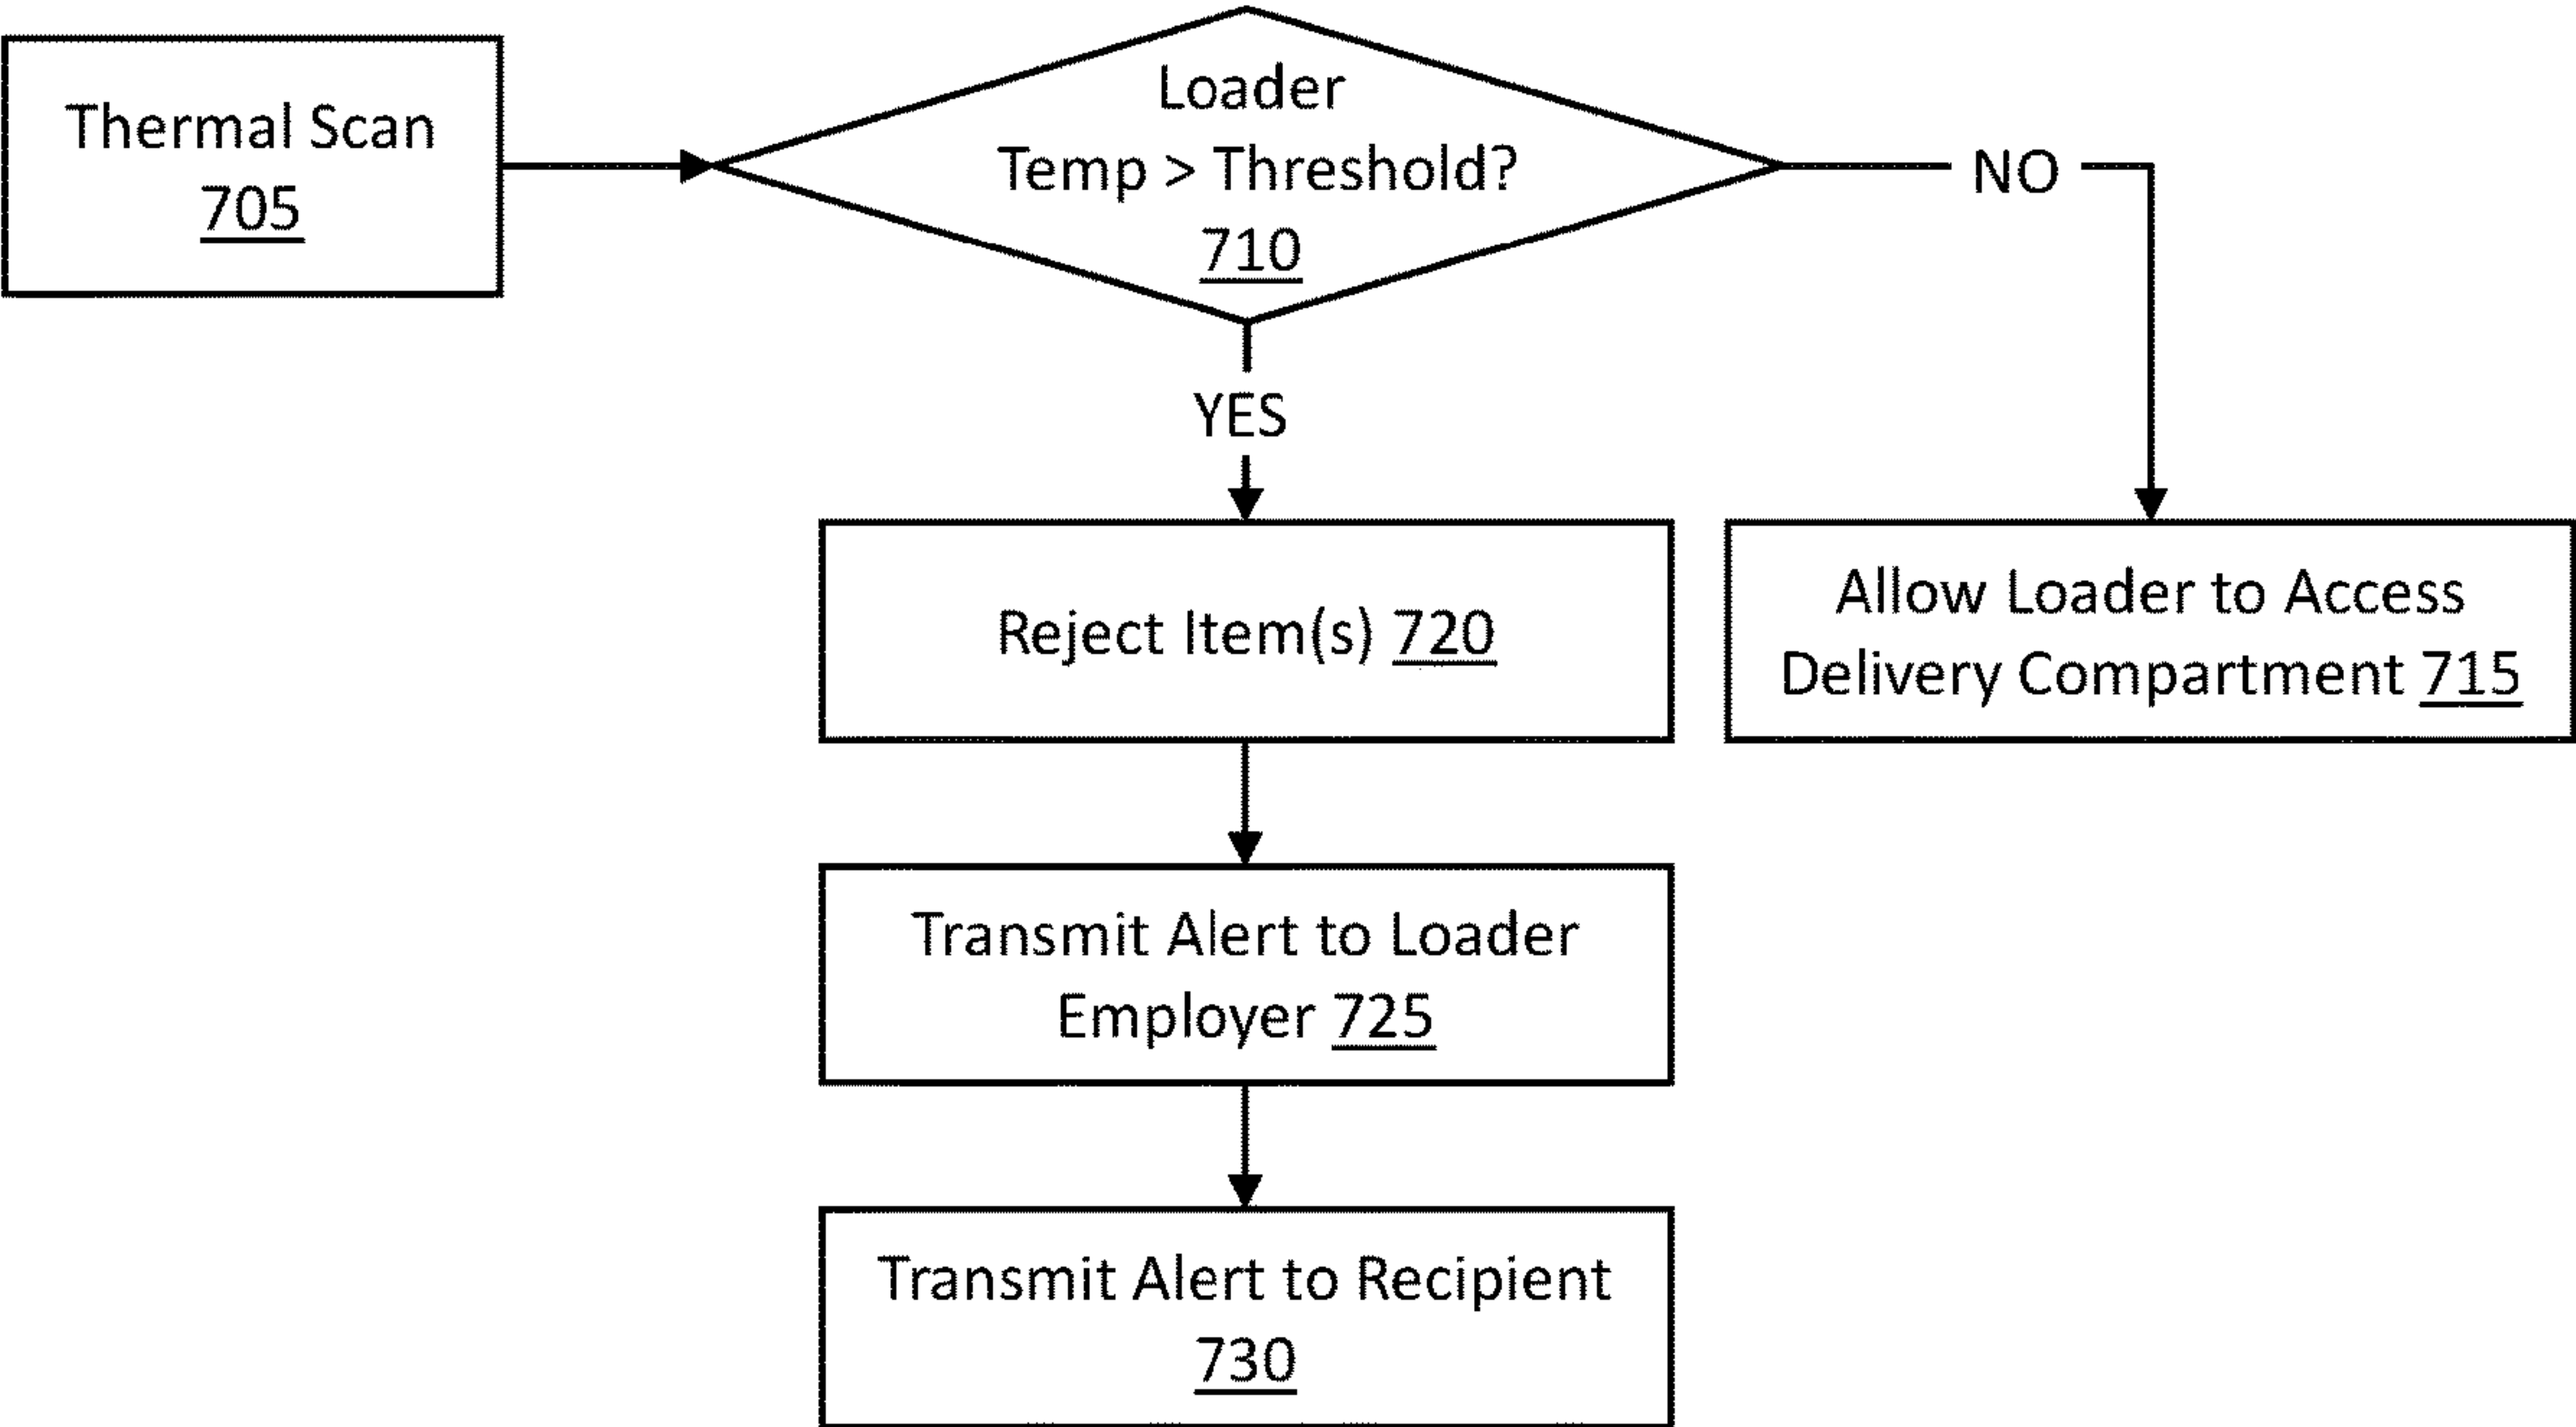 Thermal Scan
705
Loader
Temp > Threshold?
710
NO
YES
Reject Item(s) 720
Allow Loader to Access
Delivery Compartment 715
Transmit Alert to Loader
Employer 725
Transmit Alert to Recipient
730